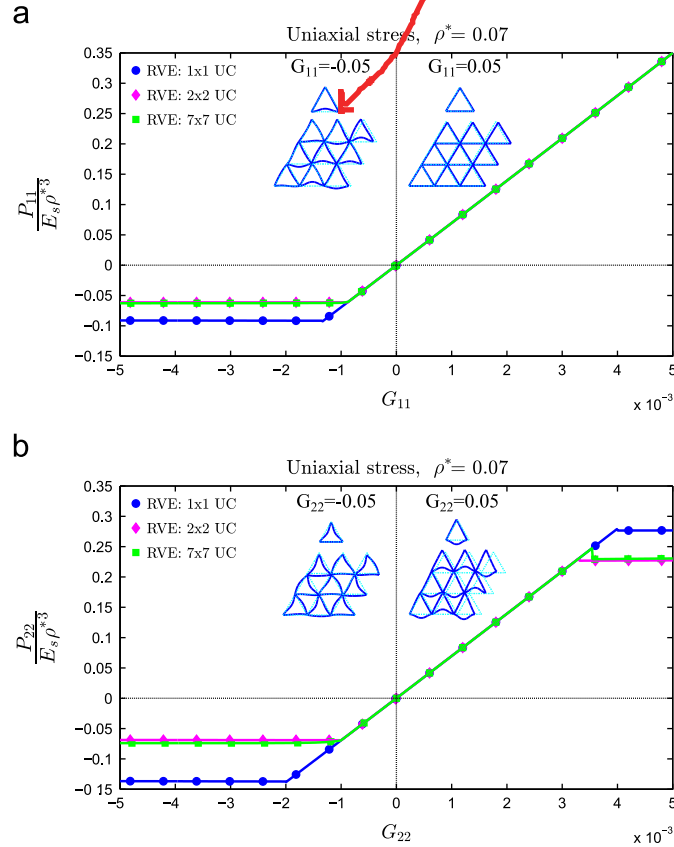 a
Uniaxial stress, ρ* = 0.07
G₁₁=-0.05 G₁₁=0.05
RVE: 1x1 UC
RVE: 2x2 UC
RVE: 7x7 UC
0.35
0.3
0.25
0.2
0.15
0.1
0.05
0
−0.05
−0.1
−0.15
P₁₁
Eₛρ*³
−5 −4 −3 −2 −1 0 1 2 3 4 5
G₁₁
x 10⁻³
b
Uniaxial stress, ρ* = 0.07
G₂₂=-0.05 G₂₂=0.05
RVE: 1x1 UC
RVE: 2x2 UC
RVE: 7x7 UC
0.35
0.3
0.25
0.2
0.15
0.1
0.05
0
−0.05
−0.1
−0.15
P₂₂
Eₛρ*³
−5 −4 −3 −2 −1 0 1 2 3 4 5
G₂₂
x 10⁻³